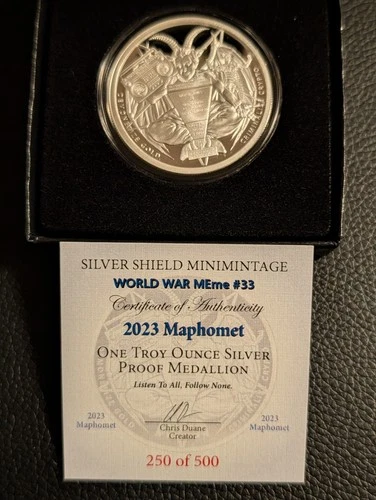 SILVER SHIELD MINIMINTAGE
WORLD WAR MEme #33
Certificate of Authenticity
2023 Maphomet
ONE TROY OUNCE SILVER
PROOF MEDALLION
Listen To All, Follow None.
2023
Maphomet
Chris Duane
Creator
2023
Maphomet
250 of 500